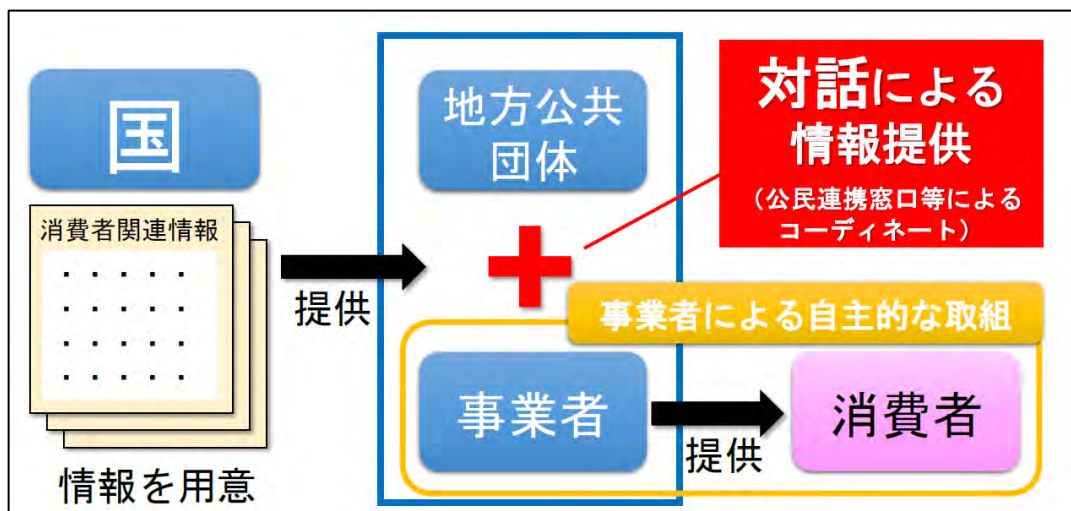 国
消費者関連情報
・・・・・
・・・・・
・・・・・
・・・・・
情報を用意
提供
地方公共
団体
対話による
情報提供
（公民連携窓口等による
コーディネート）
事業者による自主的な取組
事業者
提供
消費者